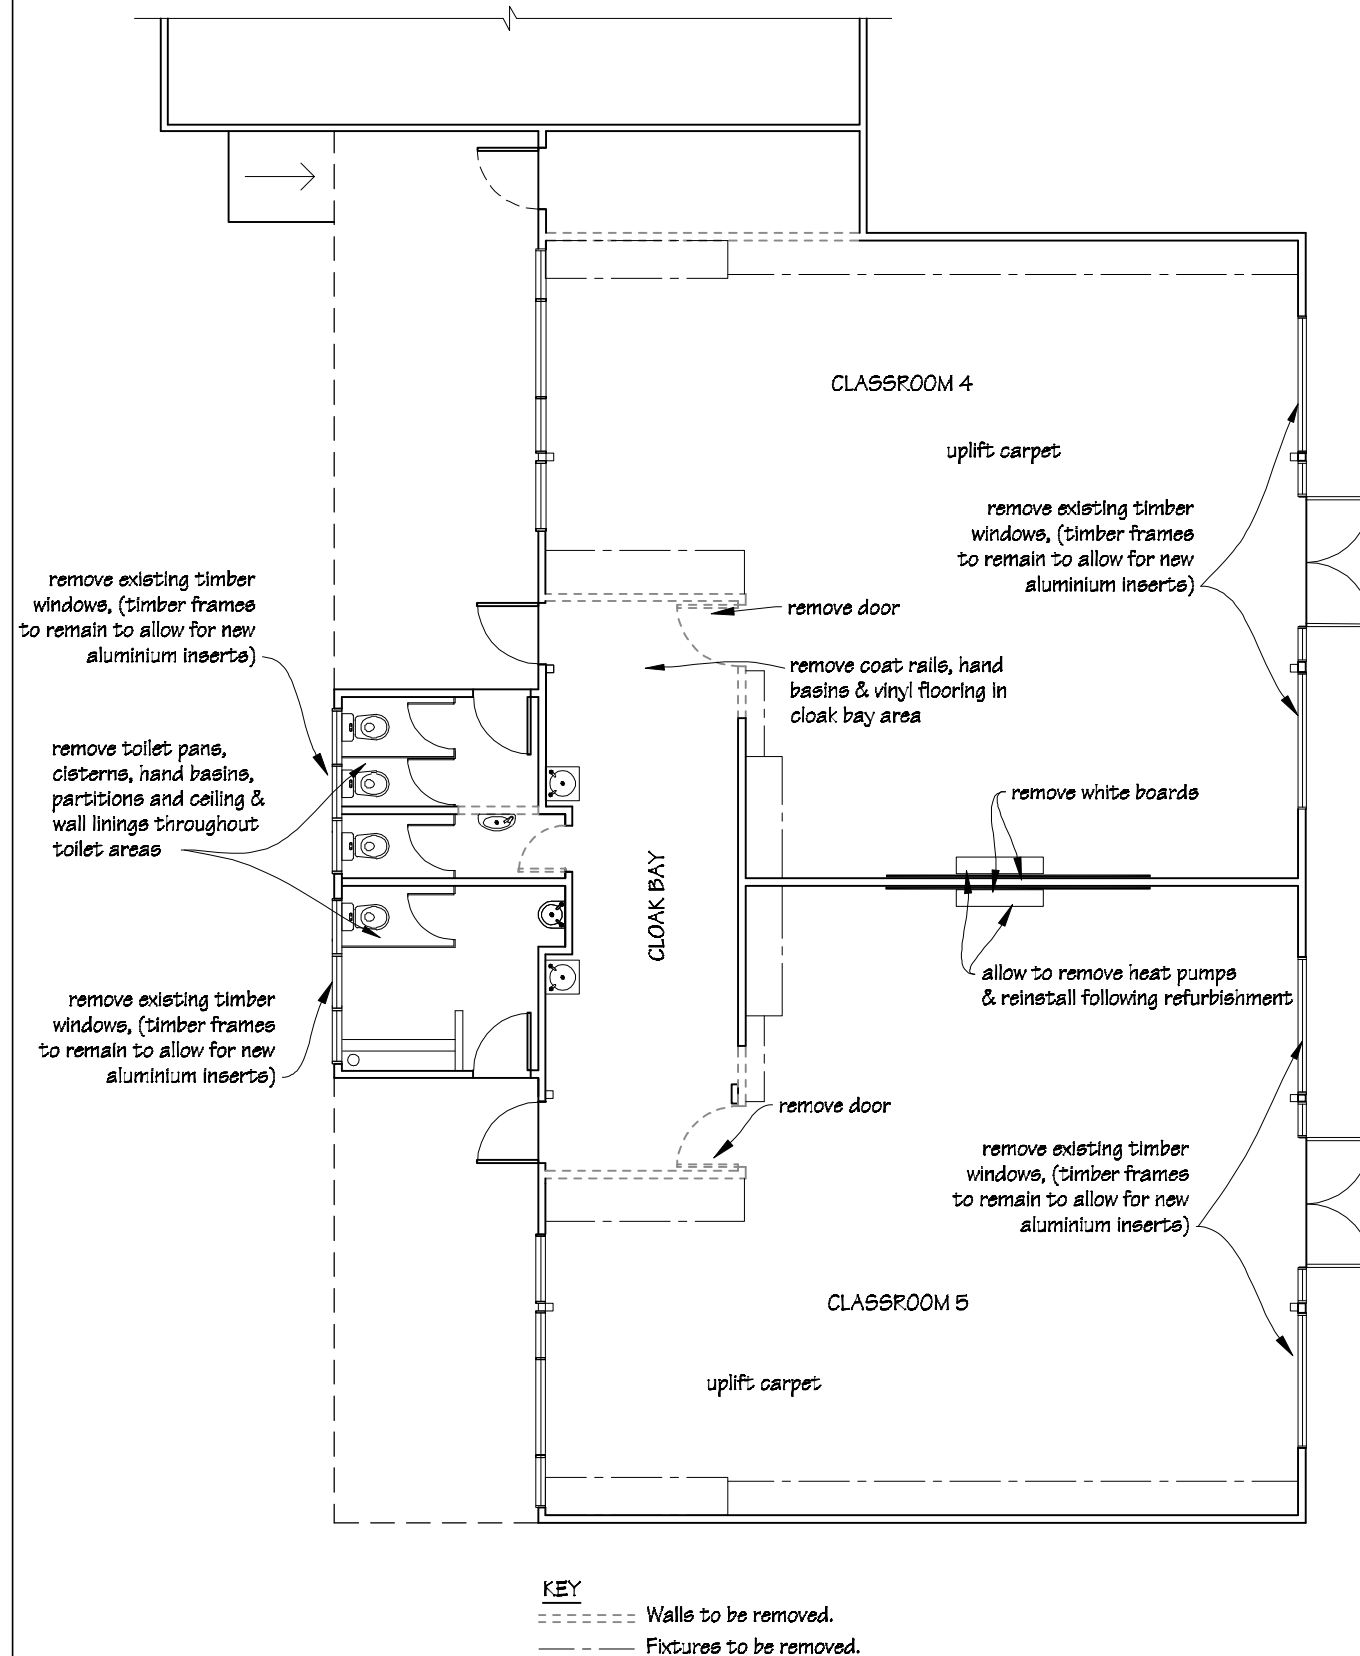 CLASSROOM 4
uplift carpet
remove existing timber
windows, (timber frames
to remain to allow for new
aluminium inserts)
remove existing timber
windows, (timber frames
to remain to allow for new
aluminium inserts)
remove door
remove coat rails, hand
basins & vinyl flooring in
cloak bay area
remove toilet pans,
cisterns, hand basins,
partitions and ceiling &
wall linings throughout
toilet areas
remove white boards
CLOAK BAY
allow to remove heat pumps
& reinstall following refurbishment
remove existing timber
windows, (timber frames
to remain to allow for new
aluminium inserts)
remove door
remove existing timber
windows, (timber frames
to remain to allow for new
aluminium inserts)
CLASSROOM 5
uplift carpet
KEY
Walls to be removed.
Fixtures to be removed.